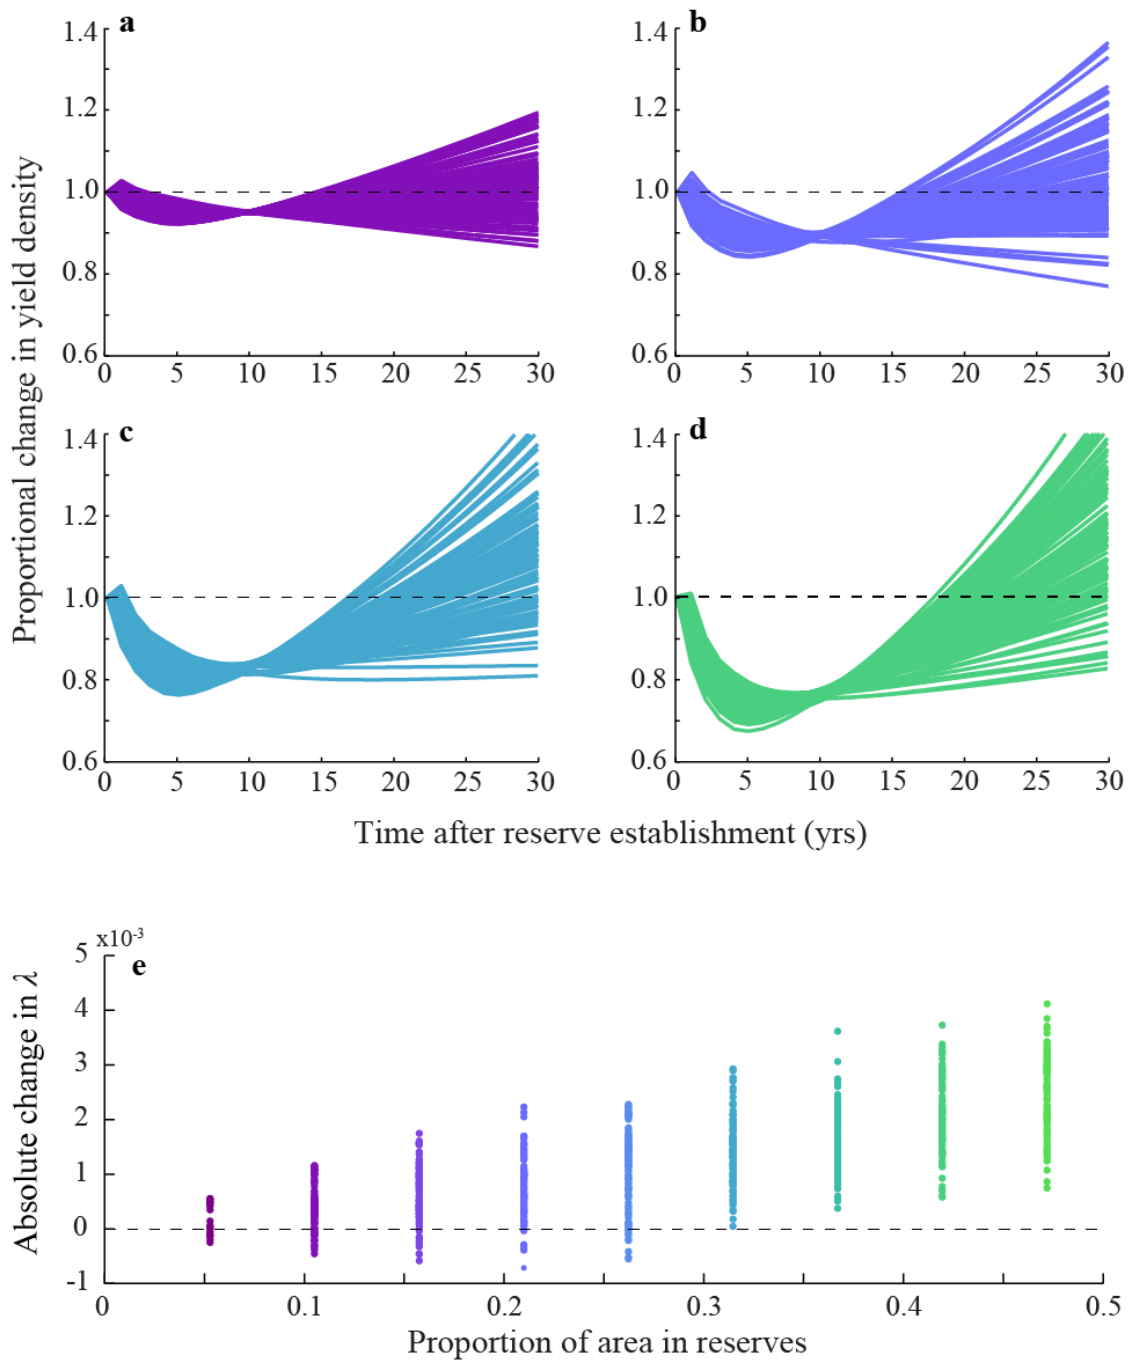 a
1.4
1.2
1.0
0.8
0.6
0 5 10 15 20 25 30
b
1.4
1.2
1.0
0.8
0.6
0 5 10 15 20 25 30
Proportional change in yield density
c
1.4
1.2
1.0
0.8
0.6
0 5 10 15 20 25 30
d
1.4
1.2
1.0
0.8
0.6
0 5 10 15 20 25 30
Time after reserve establishment (yrs)
x10-3
e
5
4
3
2
1
0
-1
0 0.1 0.2 0.3 0.4 0.5
Absolute change in λ
Proportion of area in reserves